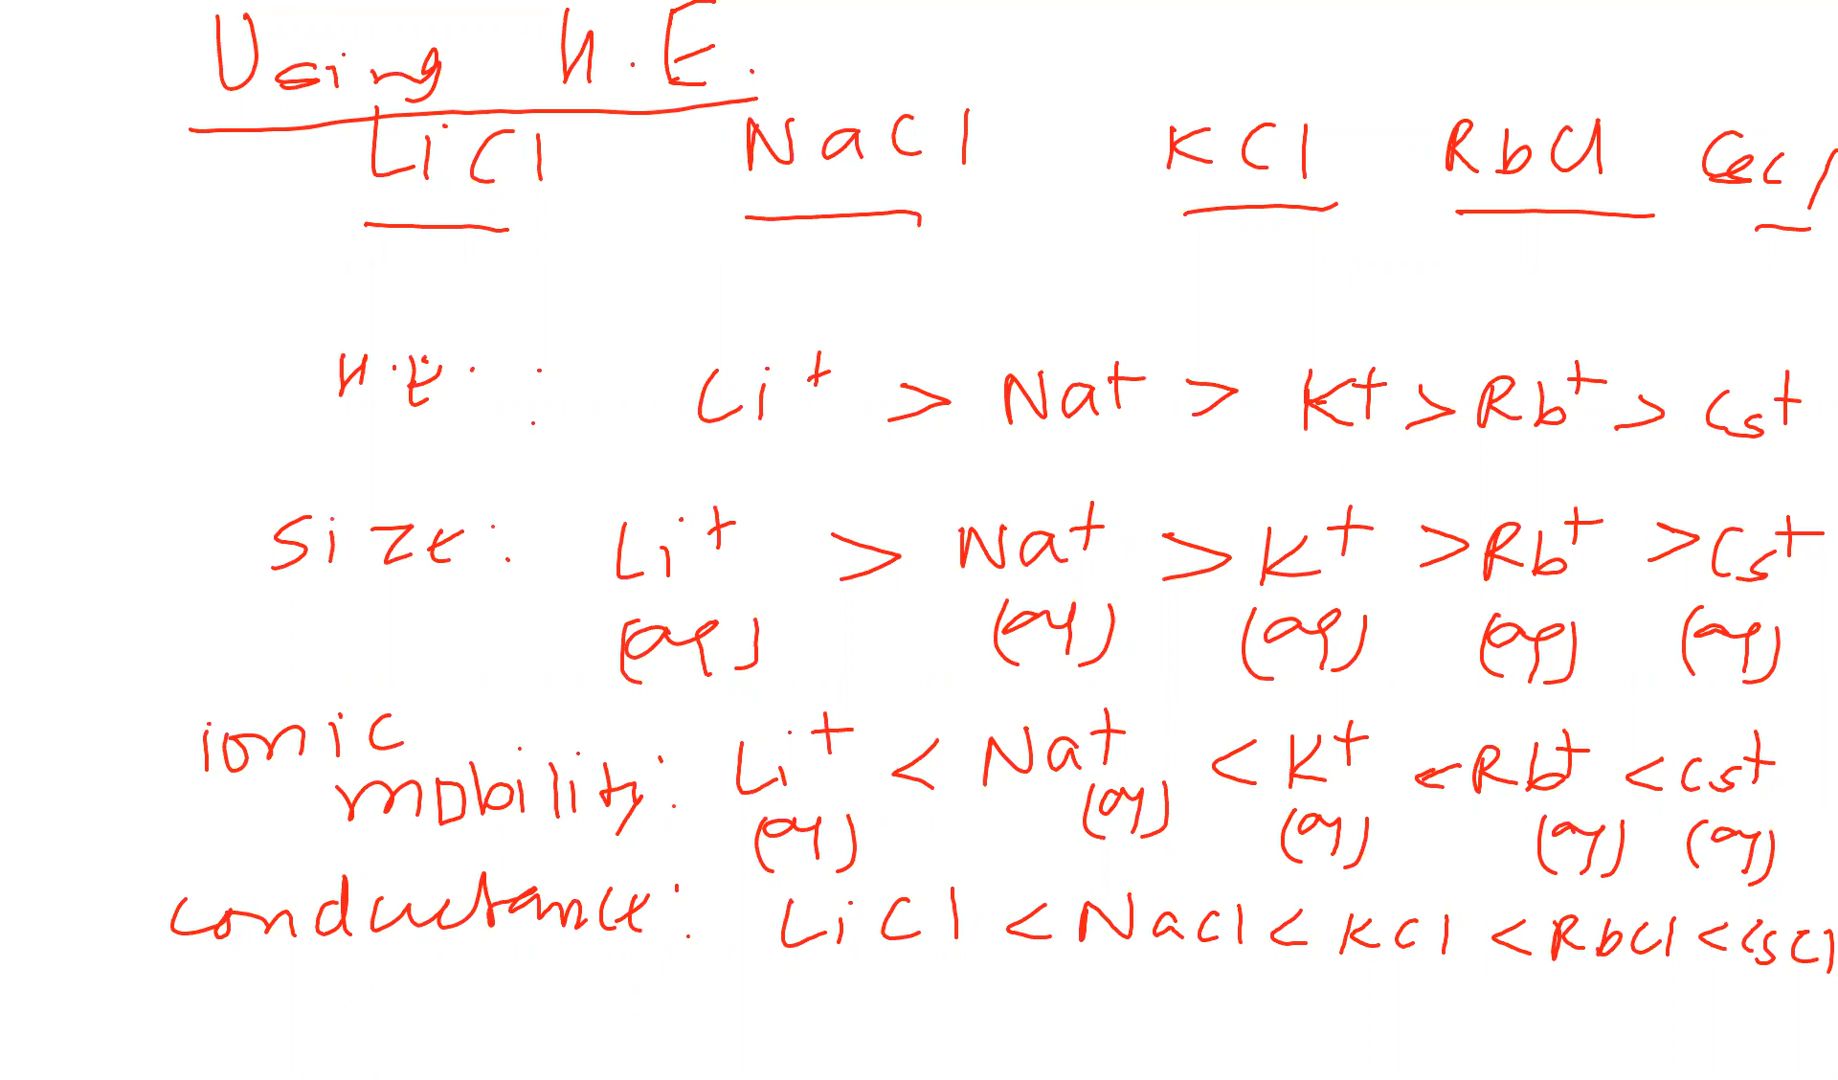 Using H.E.
LiCl NaCl KCl RbCl CsCl
H.E. : Li+ > Na+ > K+ > Rb+ > Cs+
Size: Li+ > Na+ > K+ > Rb+ > Cs+
(aq) (aq) (aq) (aq) (aq)
ionic
mobility: Li+ < Na+ < K+ < Rb+ < Cs+
(aq) (aq) (aq) (aq) (aq)
conductance: LiCl < NaCl < KCl < RbCl < CsCl